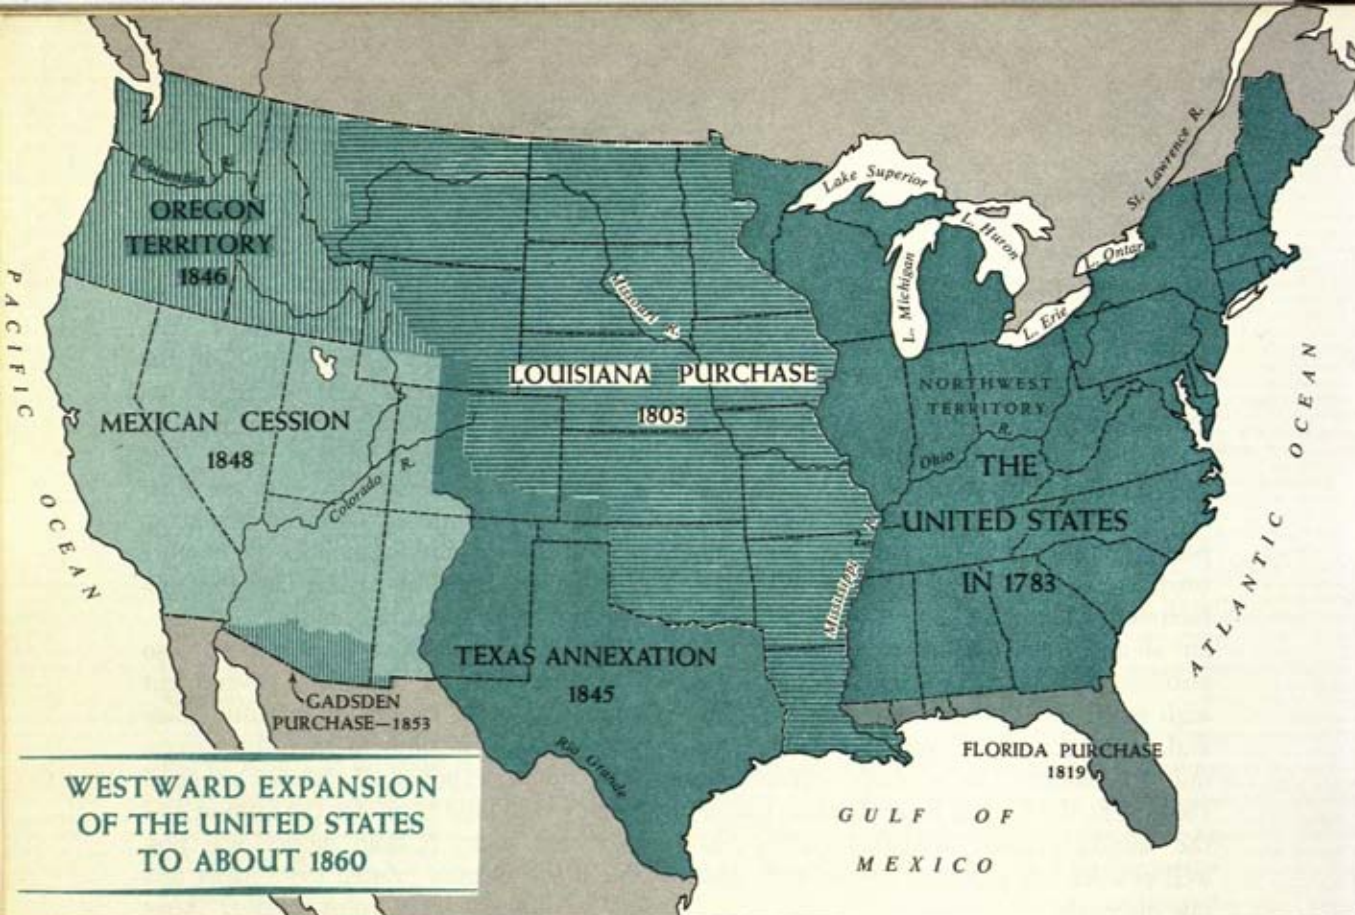 St. Lawrence R.
Lake Superior
L. Huron
L. Ontario
L. Michigan
L. Erie
Columbia R.
OREGON
TERRITORY
1846
PACIFIC
OCEAN
Missouri R.
LOUISIANA PURCHASE
1803
NORTHWEST
TERRITORY
MEXICAN CESSION
1848
Colorado R.
Ohio R.
THE
UNITED STATES
IN 1783
Mississippi R.
ATLANTIC OCEAN
TEXAS ANNEXATION
1845
GADSDEN
PURCHASE—1853
Rio Grande
FLORIDA PURCHASE
1819
GULF OF
MEXICO
WESTWARD EXPANSION
OF THE UNITED STATES
TO ABOUT 1860